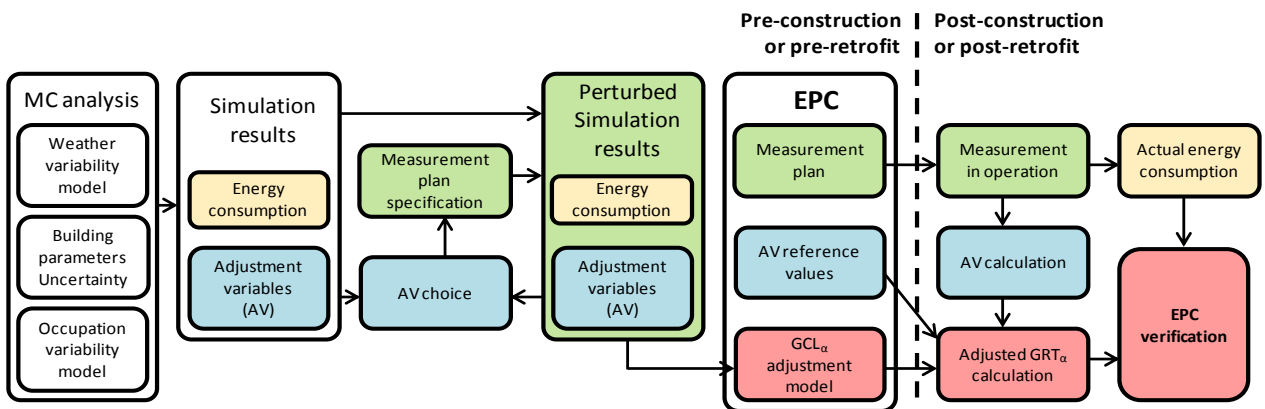 Pre-construction
or pre-retrofit
Post-construction
or post-retrofit
MC analysis
Weather
variability
model
Building
parameters
Uncertainty
Occupation
variability
model
Simulation
results
Energy
consumption
Adjustment
variables
(AV)
Measurement
plan
specification
AV choice
Perturbed
Simulation
results
Energy
consumption
Adjustment
variables
(AV)
EPC
Measurement
plan
AV reference
values
GCLα
adjustment
model
Measurement
in operation
AV calculation
Adjusted GRTα
calculation
Actual energy
consumption
EPC
verification